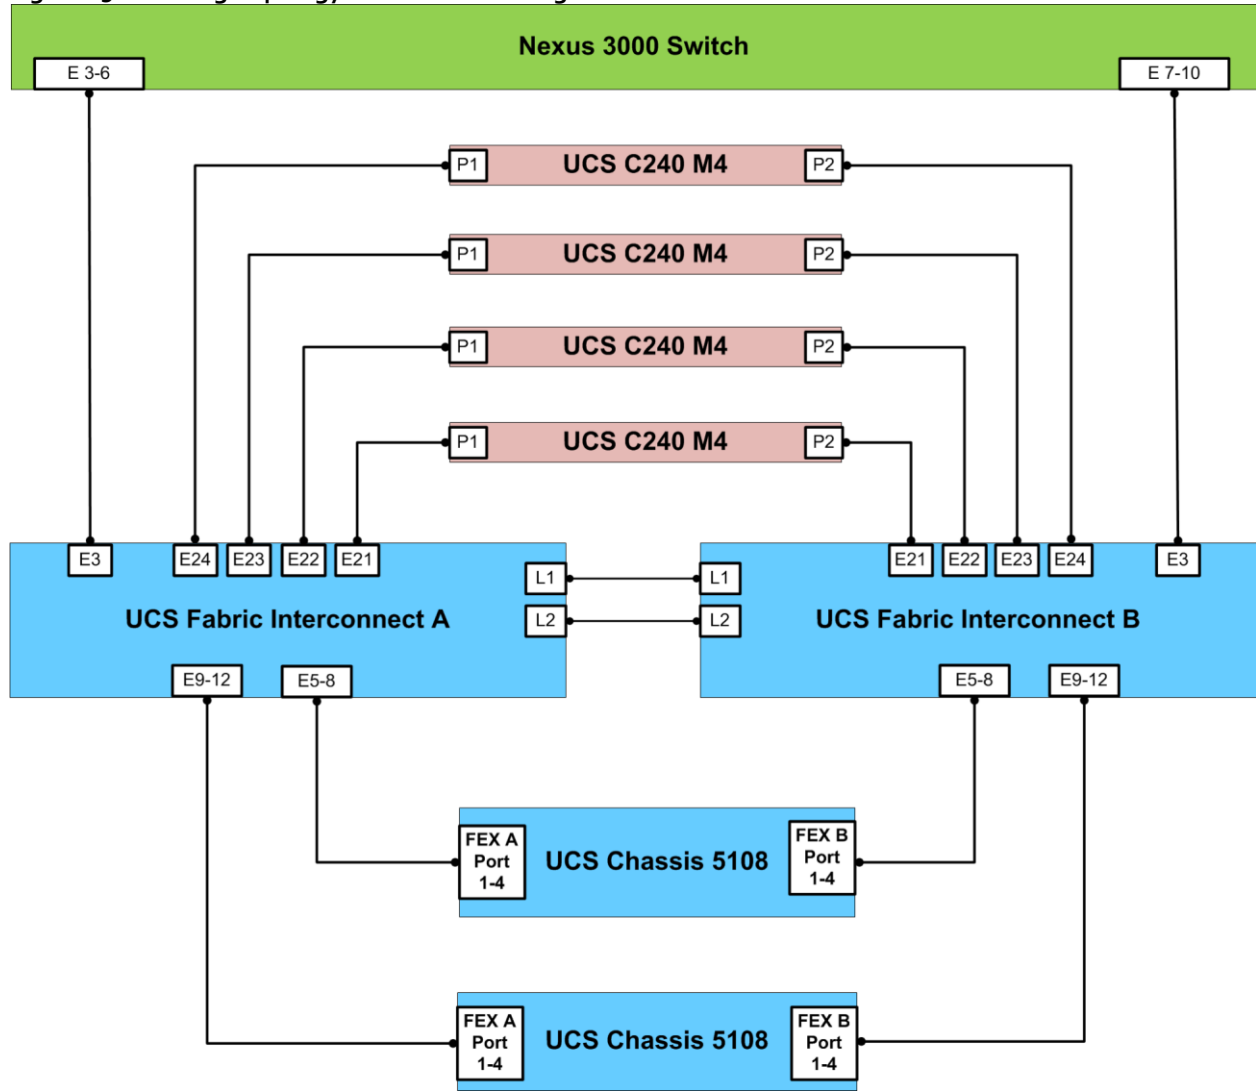 Nexus 3000 Switch
E 3-6
E 7-10
P1
UCS C240 M4
P2
P1
UCS C240 M4
P2
P1
UCS C240 M4
P2
P1
UCS C240 M4
P2
E3
E24
E23
E22
E21
L1
L2
UCS Fabric Interconnect A
E9-12
E5-8
E21
E22
E23
E24
E3
L1
L2
UCS Fabric Interconnect B
E5-8
E9-12
FEX A
Port
1-4
UCS Chassis 5108
FEX B
Port
1-4
FEX A
Port
1-4
UCS Chassis 5108
FEX B
Port
1-4